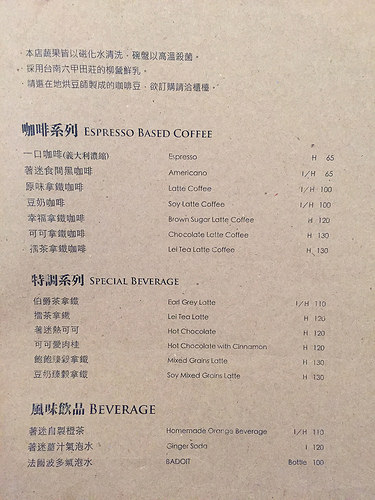 ·本店蔬果皆以磁化水清洗，碗盤以高溫殺菌。
·採用台南六甲田莊的柳營鮮乳。
·精選在地烘豆師製成的咖啡豆，欲訂購請洽櫃檯。
咖啡系列 ESPRESSO BASED COFFEE
一口咖啡(義大利濃縮) Espresso H 65
著迷食間黑咖啡 Americano I/H 65
原味拿鐵咖啡 Latte Coffee I/H 100
豆奶咖啡 Soy Latte Coffee I/H 100
幸福拿鐵咖啡 Brown Sugar Latte Coffee H 120
可可拿鐵咖啡 Chocolate Latte Coffee H 130
擂茶拿鐵咖啡 Lei Tea Latte Coffee H 130
特調系列 SPECIAL BEVERAGE
伯爵茶拿鐵 Earl Grey Latte I/H 110
擂茶拿鐵 Lei Tea Latte H 120
著迷熱可可 Hot Chocolate H 120
可可愛肉桂 Hot Chocolate with Cinnamon H 120
飽飽臻穀拿鐵 Mixed Grains Latte H 130
豆奶臻穀拿鐵 Soy Mixed Grains Latte H 130
風味飲品 BEVERAGE
著迷自製橙茶 Homemade Orange Beverage I/H 110
著迷薑汁氣泡水 Ginger Soda I 120
法國波多氣泡水 BADOIT Bottle 100